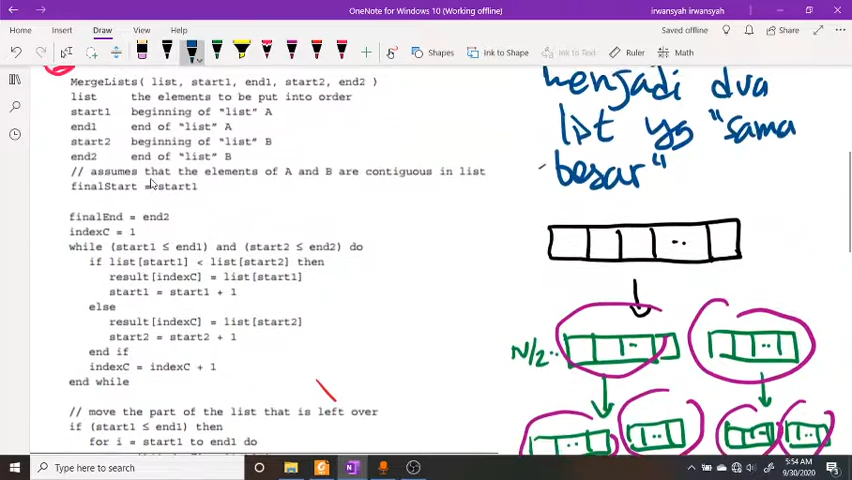 OneNote for Windows 10 (Working offline)
irwansyah irwansyah
Home
Insert
Draw
View
Saved offline
Share
Shapes
Ink to Shape
Ink to Text
Ruler
Math
MergeLists( list, start1, end1, start2, end2 )
list the elements to be put into order
start1 beginning of "list" A
end1 end of "list" A
start2 beginning of "list" B
end2 end of "list" B
// assumes that the elements of A and B are contiguous in list
finalStart = start1
finalEnd = end2
indexC = 1
while (start1 ≤ end1) and (start2 ≤ end2) do
if list[start1] < list[start2] then
result[indexC] = list[start1]
start1 = start1 + 1
else
result[indexC] = list[start2]
start2 = start2 + 1
end if
indexC = indexC + 1
end while
// move the part of the list that is left over
if (start1 ≤ end1) then
for i = start1 to end1 do
menjadi dua
list yg "sama
besar"
N/2
Type here to search
5:54 AM
9/30/2020